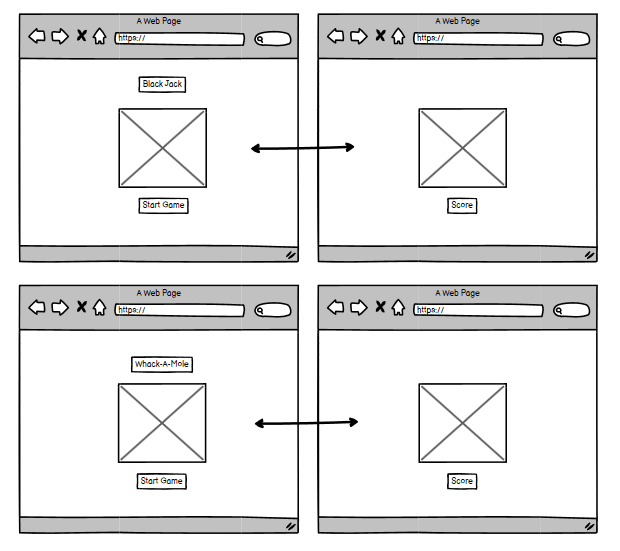 A Web Page
https://
Black Jack
Start Game
A Web Page
https://
Score
A Web Page
https://
Whack-A-Mole
Start Game
A Web Page
https://
Score